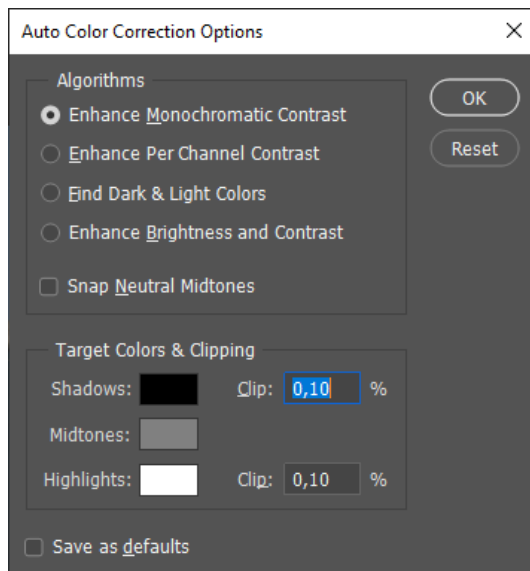 Auto Color Correction Options
Algorithms
Enhance Monochromatic Contrast
OK
Enhance Per Channel Contrast
Reset
Find Dark & Light Colors
Enhance Brightness and Contrast
Snap Neutral Midtones
Target Colors & Clipping
Shadows: Clip: 0,10 %
Midtones:
Highlights: Clip: 0,10 %
Save as defaults